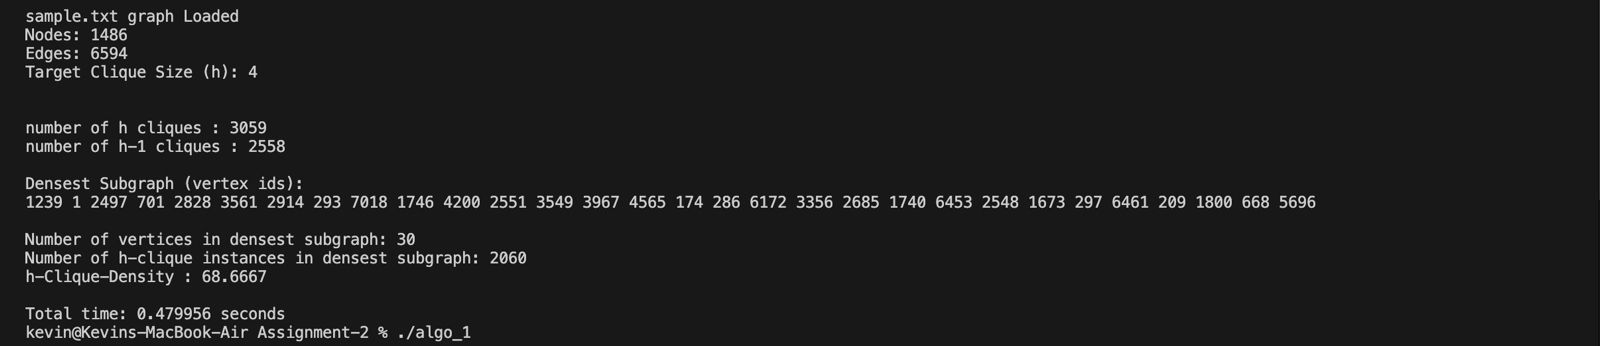 sample.txt graph Loaded
Nodes: 1486
Edges: 6594
Target Clique Size (h): 4
number of h cliques : 3059
number of h-1 cliques : 2558
Densest Subgraph (vertex ids):
1239 1 2497 701 2828 3561 2914 293 7018 1746 4200 2551 3549 3967 4565 174 286 6172 3356 2685 1740 6453 2548 1673 297 6461 209 1800 668 5696
Number of vertices in densest subgraph: 30
Number of h-clique instances in densest subgraph: 2060
h-Clique-Density : 68.6667
Total time: 0.479956 seconds
kevin@Kevins-MacBook-Air Assignment-2 % ./algo_1